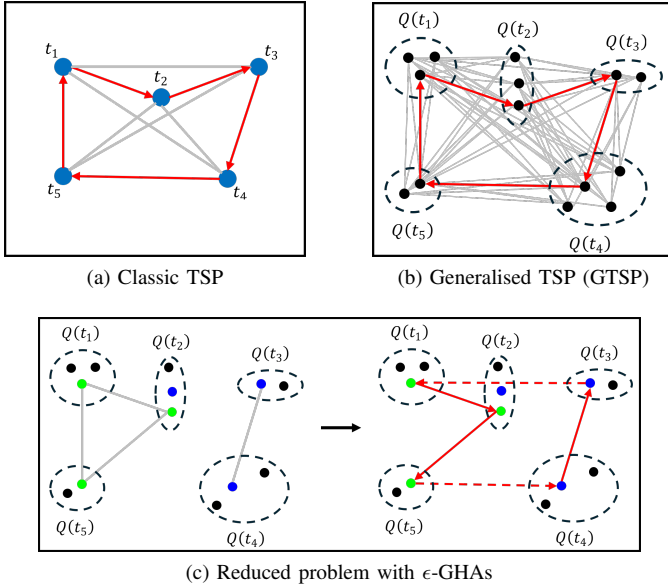 t₁
t₂
t₃
t₄
t₅
(a) Classic TSP
Q(t₁)
Q(t₂)
Q(t₃)
Q(t₄)
Q(t₅)
(b) Generalised TSP (GTSP)
Q(t₁)
Q(t₂)
Q(t₃)
Q(t₄)
Q(t₅)
Q(t₁)
Q(t₂)
Q(t₃)
Q(t₄)
Q(t₅)
(c) Reduced problem with ϵ-GHAs